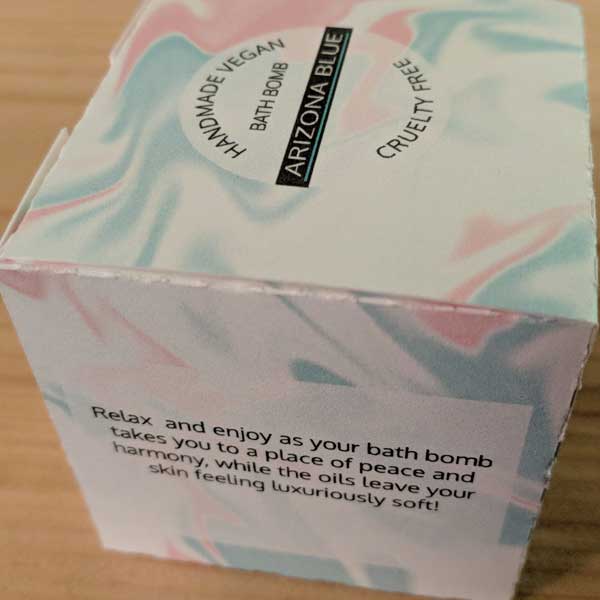 HANDMADE VEGAN
BATH BOMB
ARIZONA BLUE
CRUELTY FREE
Relax and enjoy as your bath bomb
takes you to a place of peace and
harmony, while the oils leave your
skin feeling luxuriously soft!